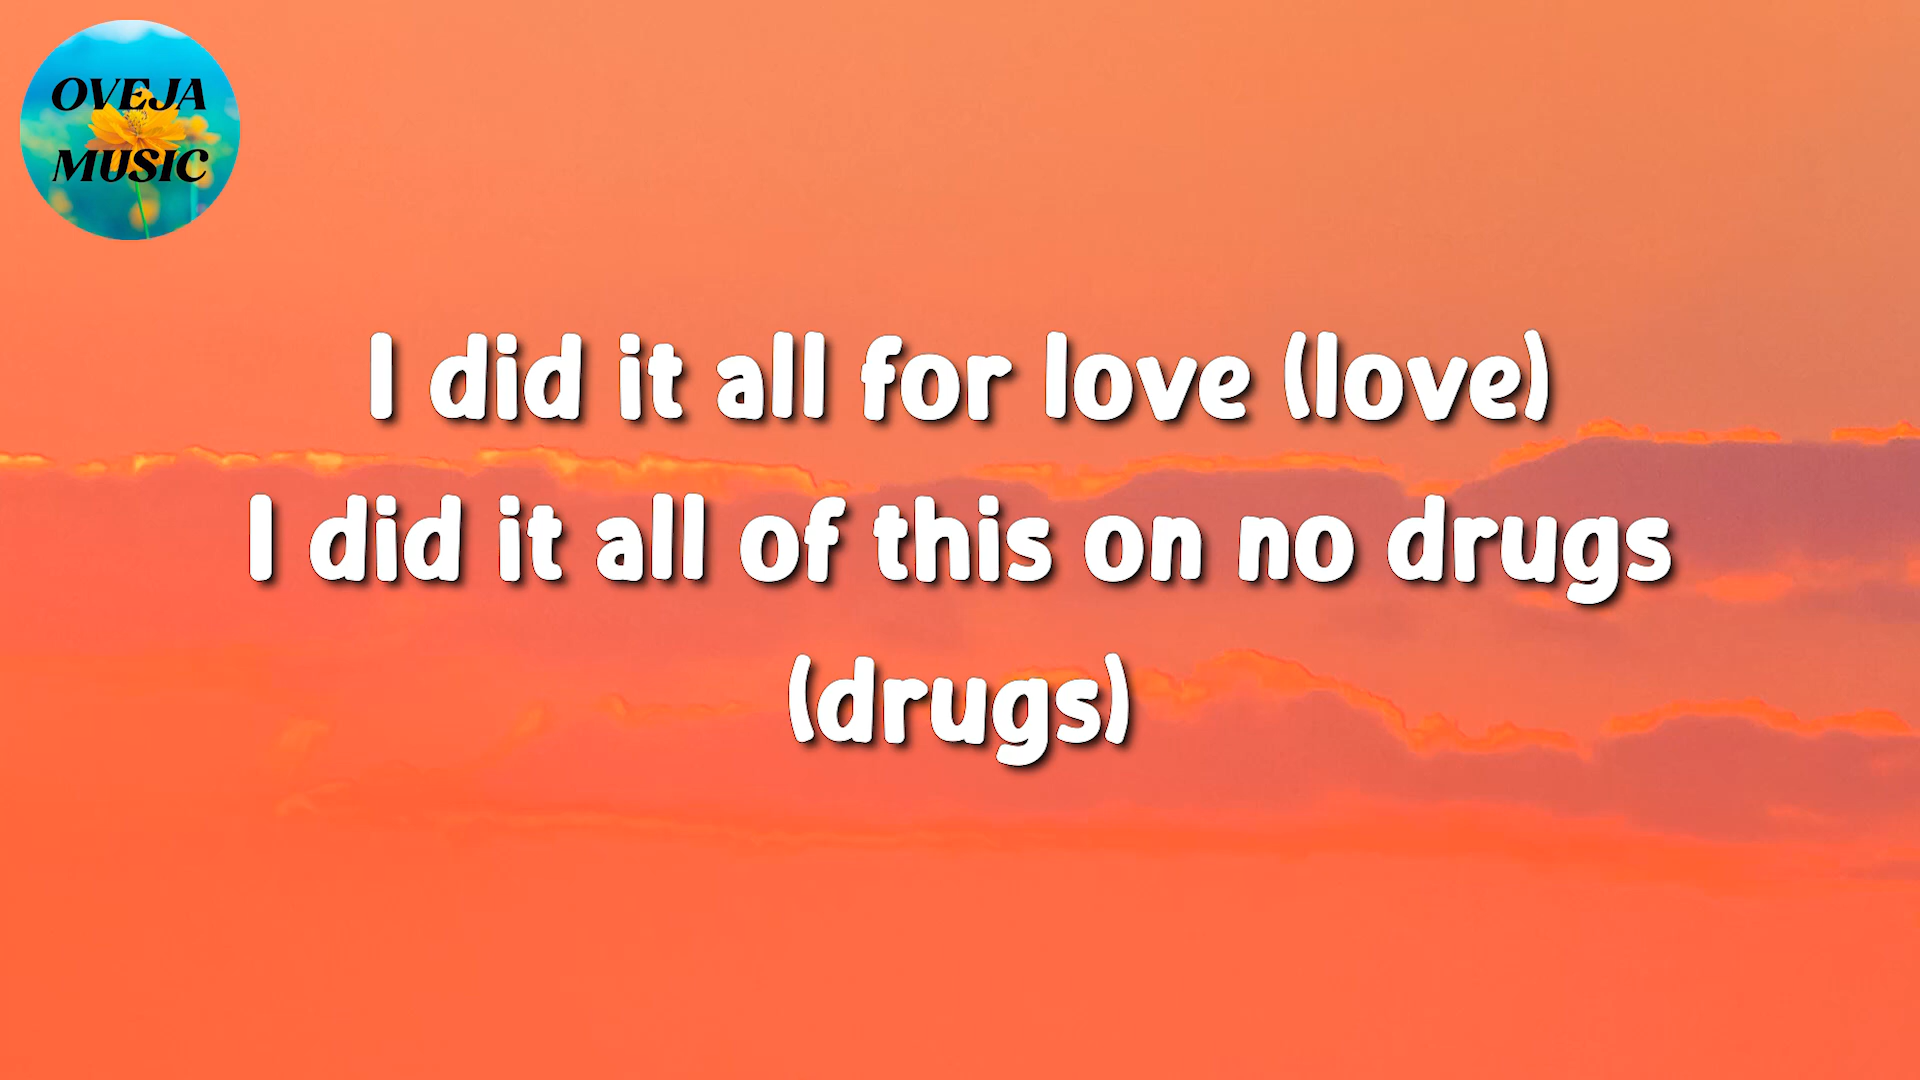 OVEJA
MUSIC
I did it all for love (love)
I did it all of this on no drugs
(drugs)